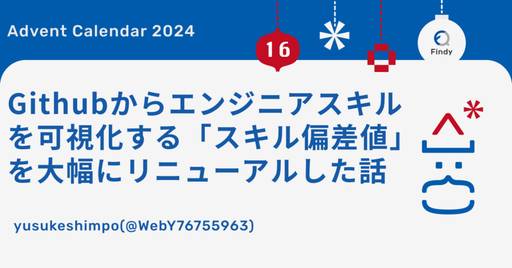 Advent Calendar 2024
16
Findy
Githubからエンジニアスキル
を可視化する「スキル偏差値」
を大幅にリニューアルした話
yusukeshimpo(@WebY76755963)